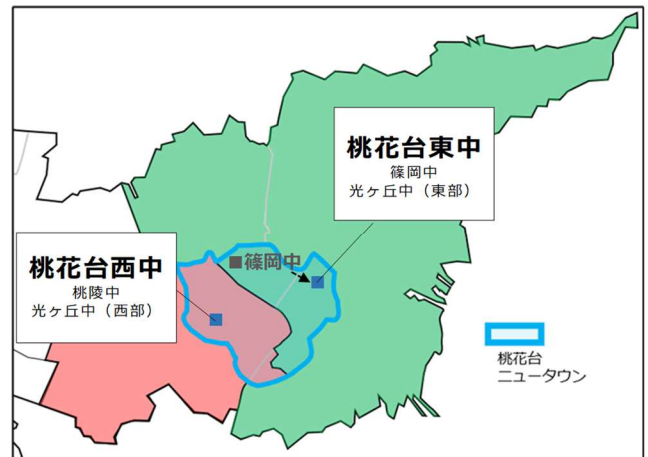 桃花台東中
篠岡中
光ヶ丘中（東部）
■篠岡中
桃花台西中
桃陵中
光ヶ丘中（西部）
桃花台
ニュータウン